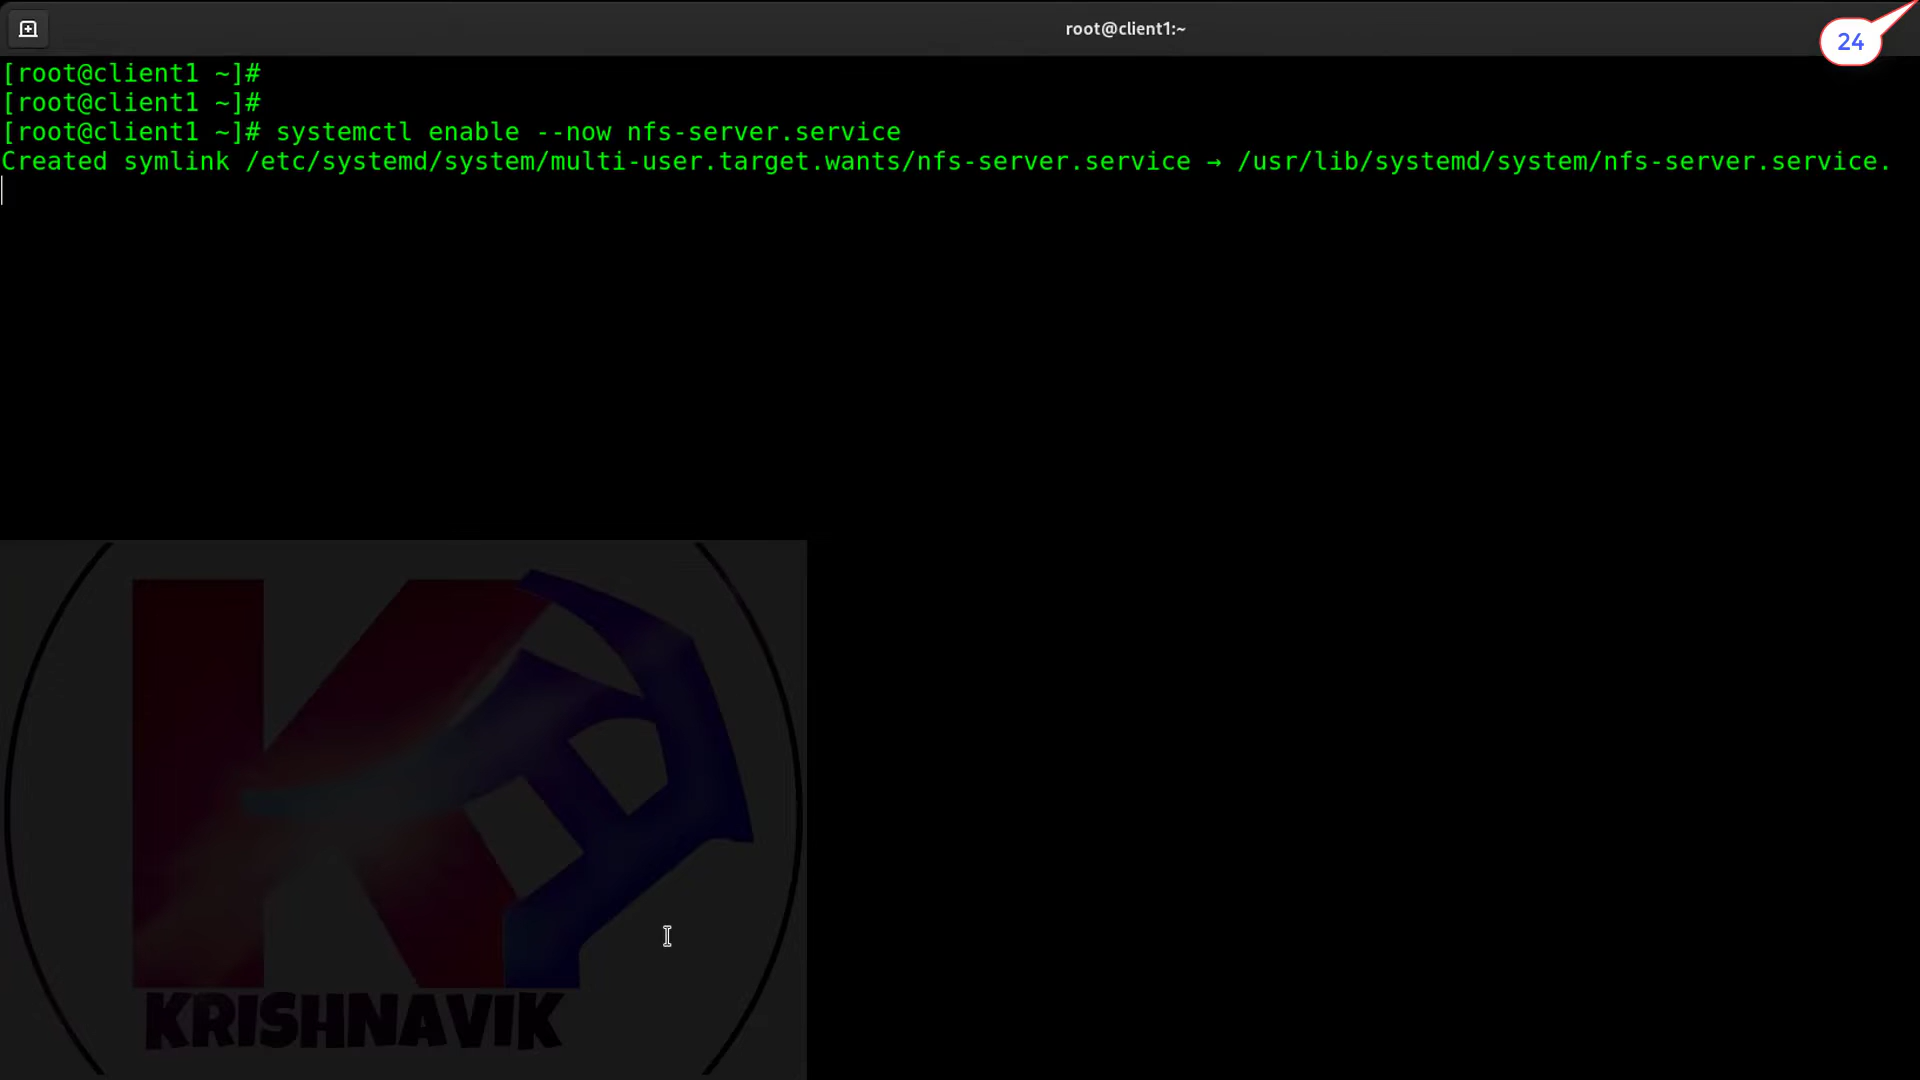 root@client1:~
24
[root@client1 ~]#
[root@client1 ~]#
[root@client1 ~]# systemctl enable --now nfs-server.service
Created symlink /etc/systemd/system/multi-user.target.wants/nfs-server.service → /usr/lib/systemd/system/nfs-server.service.
KRISHNAVIK